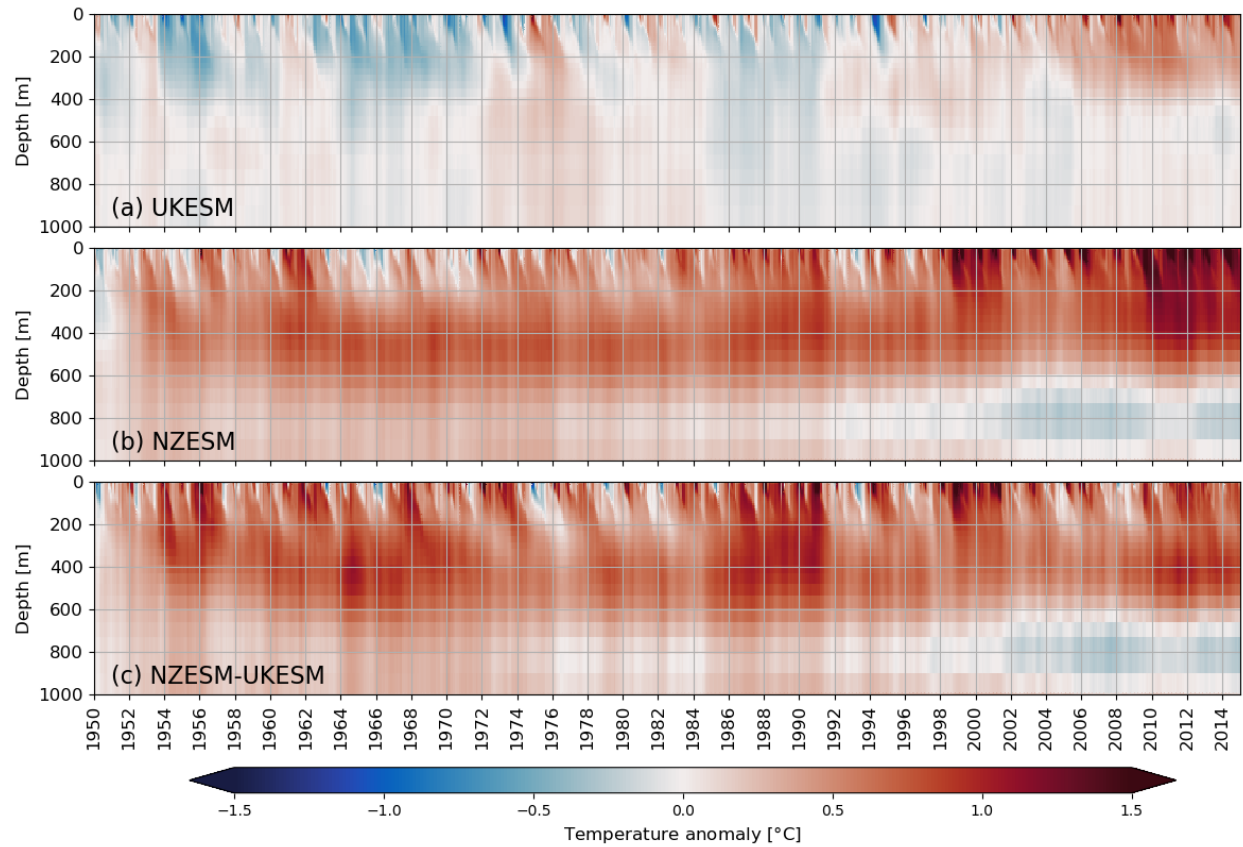 0
200
400
600
800
1000
Depth [m]
(a) UKESM
0
200
400
600
800
1000
Depth [m]
(b) NZESM
0
200
400
600
800
1000
Depth [m]
(c) NZESM-UKESM
1950 1952 1954 1956 1958 1960 1962 1964 1966 1968 1970 1972 1974 1976 1978 1980 1982 1984 1986 1988 1990 1992 1994 1996 1998 2000 2002 2004 2006 2008 2010 2012 2014
−1.5 −1.0 −0.5 0.0 0.5 1.0 1.5
Temperature anomaly [°C]